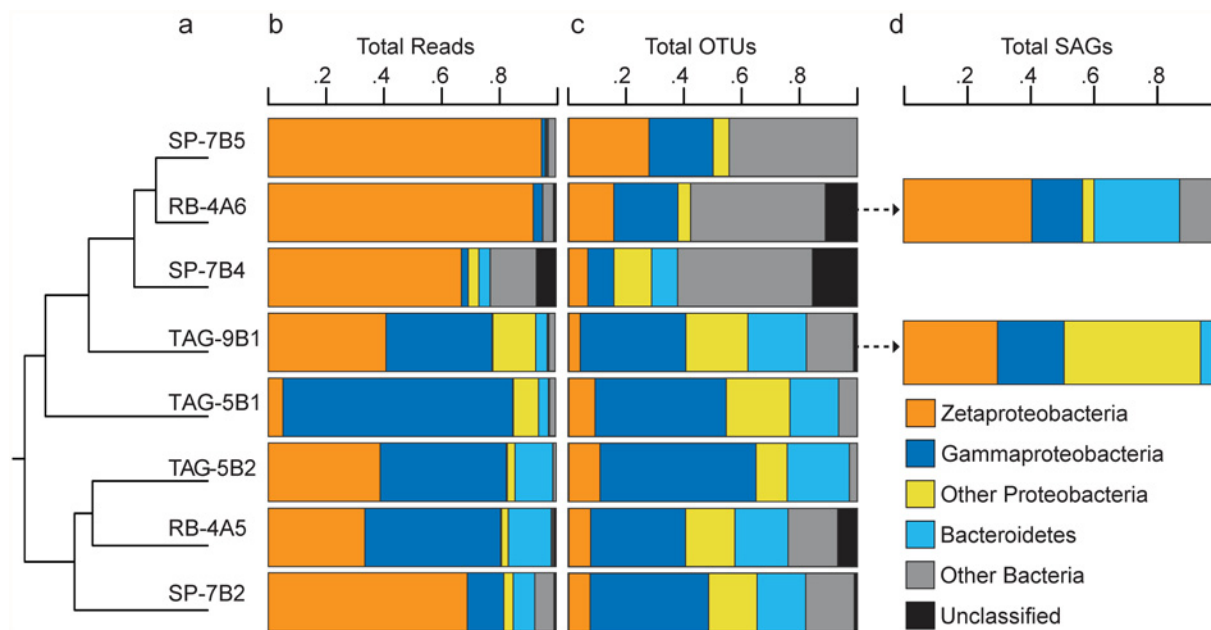 a
b
c
d
Total Reads
Total OTUs
Total SAGs
.2 .4 .6 .8
.2 .4 .6 .8
.2 .4 .6 .8
SP-7B5
RB-4A6
SP-7B4
TAG-9B1
TAG-5B1
TAG-5B2
RB-4A5
SP-7B2
Zetaproteobacteria
Gammaproteobacteria
Other Proteobacteria
Bacteroidetes
Other Bacteria
Unclassified